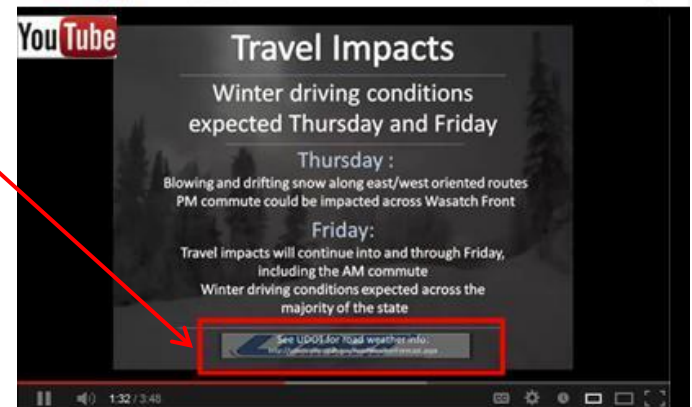 You Tube
Travel Impacts
Winter driving conditions
expected Thursday and Friday
Thursday :
Blowing and drifting snow along east/west oriented routes
PM commute could be impacted across Wasatch Front
Friday:
Travel impacts will continue into and through Friday,
including the AM commute
Winter driving conditions expected across the
majority of the state
See UDOT for road weather info:
1:32 / 3:48
CC